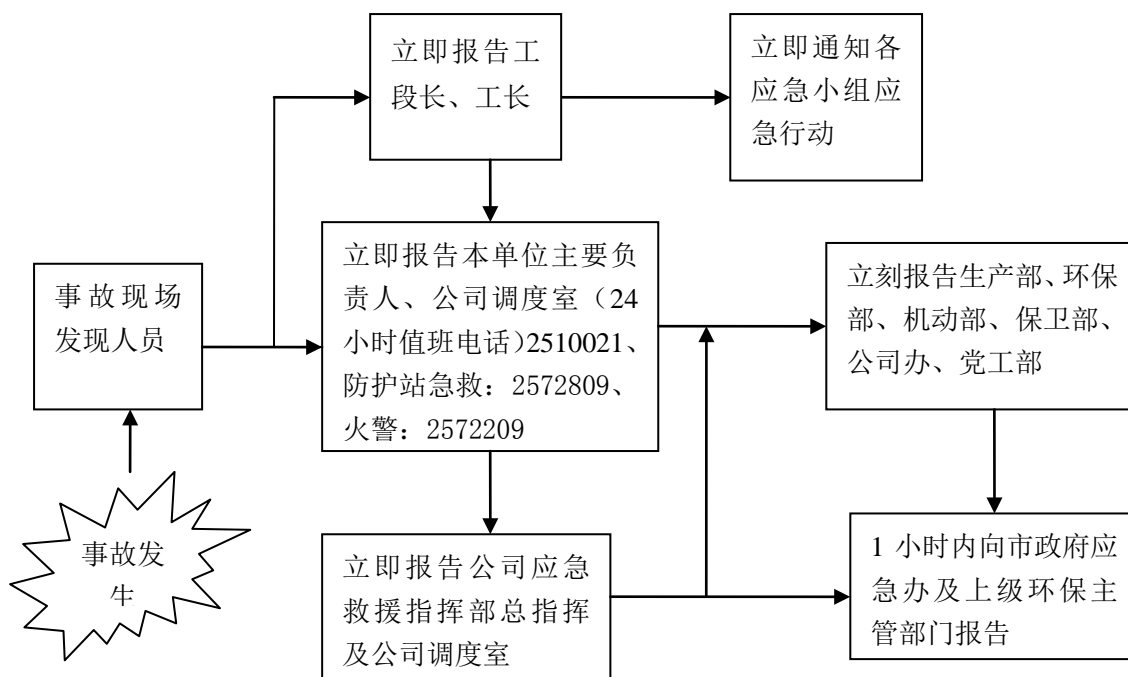 立即报告工
段长、工长
立即通知各
应急小组应
急行动
事故现场
发现人员
立即报告本单位主要负
责人、公司调度室（24
小时值班电话）2510021、
防护站急救：2572809、
火警：2572209
立刻报告生产部、环保
部、机动部、保卫部、
公司办、党工部
事故发
生
立即报告公司应急
救援指挥部总指挥
及公司调度室
1 小时内向市政府应
急办及上级环保主
管部门报告